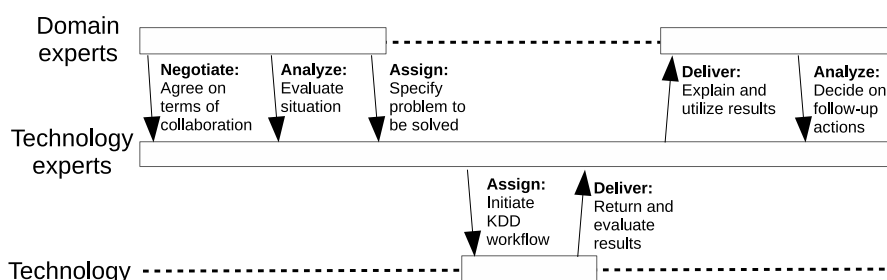 Domain
experts
Negotiate:
Agree on
terms of
collaboration
Analyze:
Evaluate
situation
Assign:
Specify
problem to
be solved
Deliver:
Explain and
utilize results
Analyze:
Decide on
follow-up
actions
Technology
experts
Assign:
Initiate
KDD
workflow
Deliver:
Return and
evaluate
results
Technology